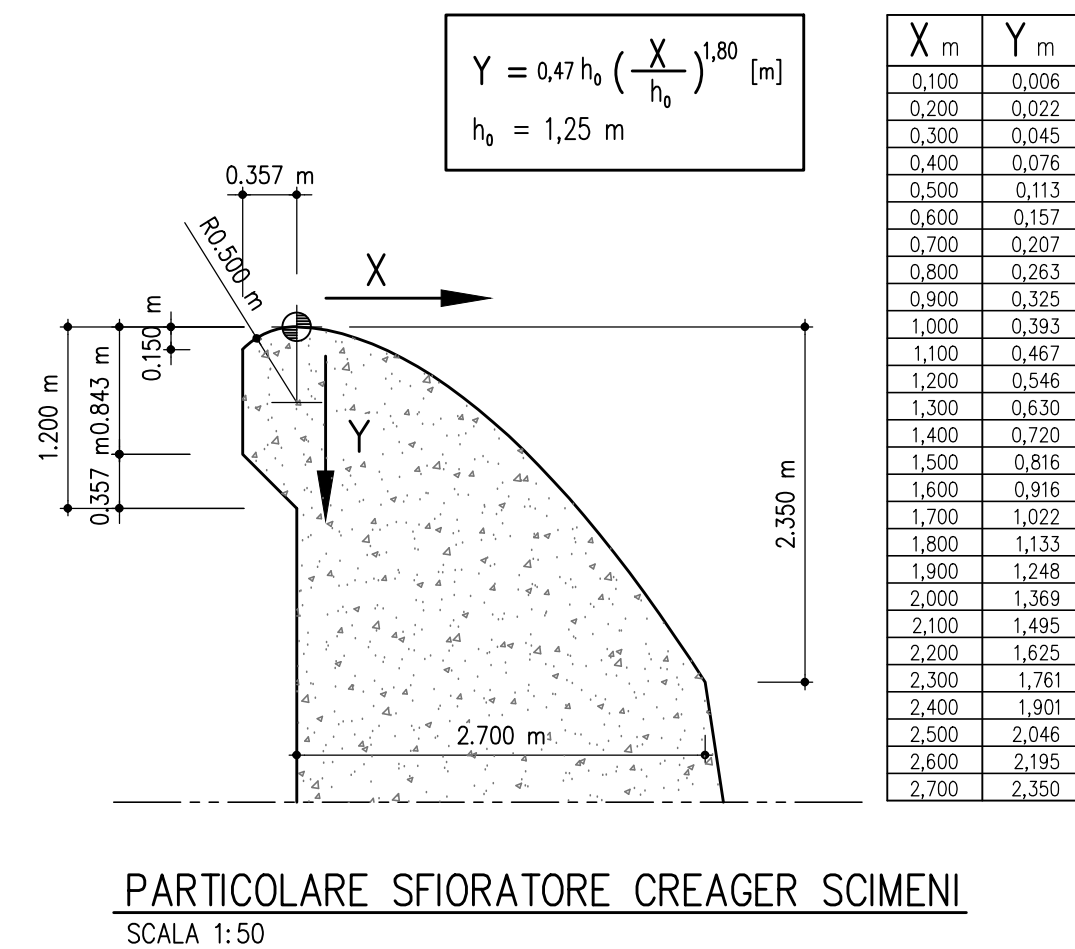 Y = 0,47 h₀ ( X / h₀ )^1,80 [m]
h₀ = 1,25 m
X m Y m
0,100 0,006
0,200 0,022
0,300 0,045
0,400 0,076
0,500 0,113
0,600 0,157
0,700 0,207
0,800 0,263
0,900 0,325
1,000 0,393
1,100 0,467
1,200 0,546
1,300 0,630
1,400 0,720
1,500 0,816
1,600 0,916
1,700 1,022
1,800 1,133
1,900 1,248
2,000 1,369
2,100 1,495
2,200 1,625
2,300 1,761
2,400 1,901
2,500 2,046
2,600 2,195
2,700 2,350
0.357 m
R0.500 m
X
Y
0.150 m
0.843 m
0.357 m
1.200 m
2.350 m
2.700 m
PARTICOLARE SFIORATORE CREAGER SCIMENI
SCALA 1:50